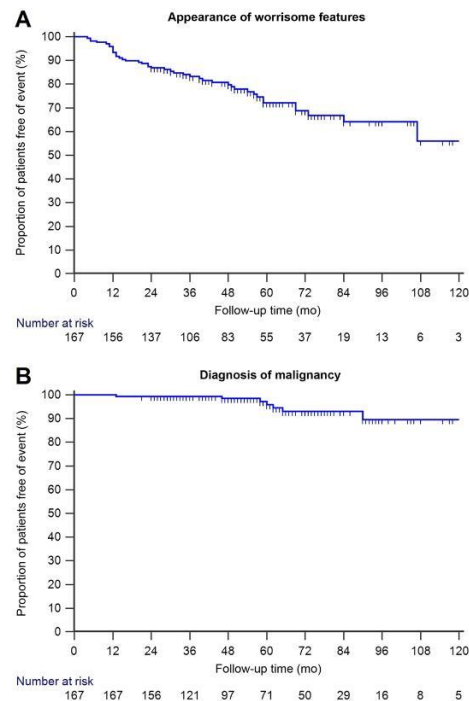 A
Appearance of worrisome features
Proportion of patients free of event (%)
100
90
80
70
60
50
40
30
20
10
0
0 12 24 36 48 60 72 84 96 108 120
Follow-up time (mo)
Number at risk
167 156 137 106 83 55 37 19 13 6 3
B
Diagnosis of malignancy
Proportion of patients free of event (%)
100
90
80
70
60
50
40
30
20
10
0
0 12 24 36 48 60 72 84 96 108 120
Follow-up time (mo)
Number at risk
167 167 156 121 97 71 50 29 16 8 5